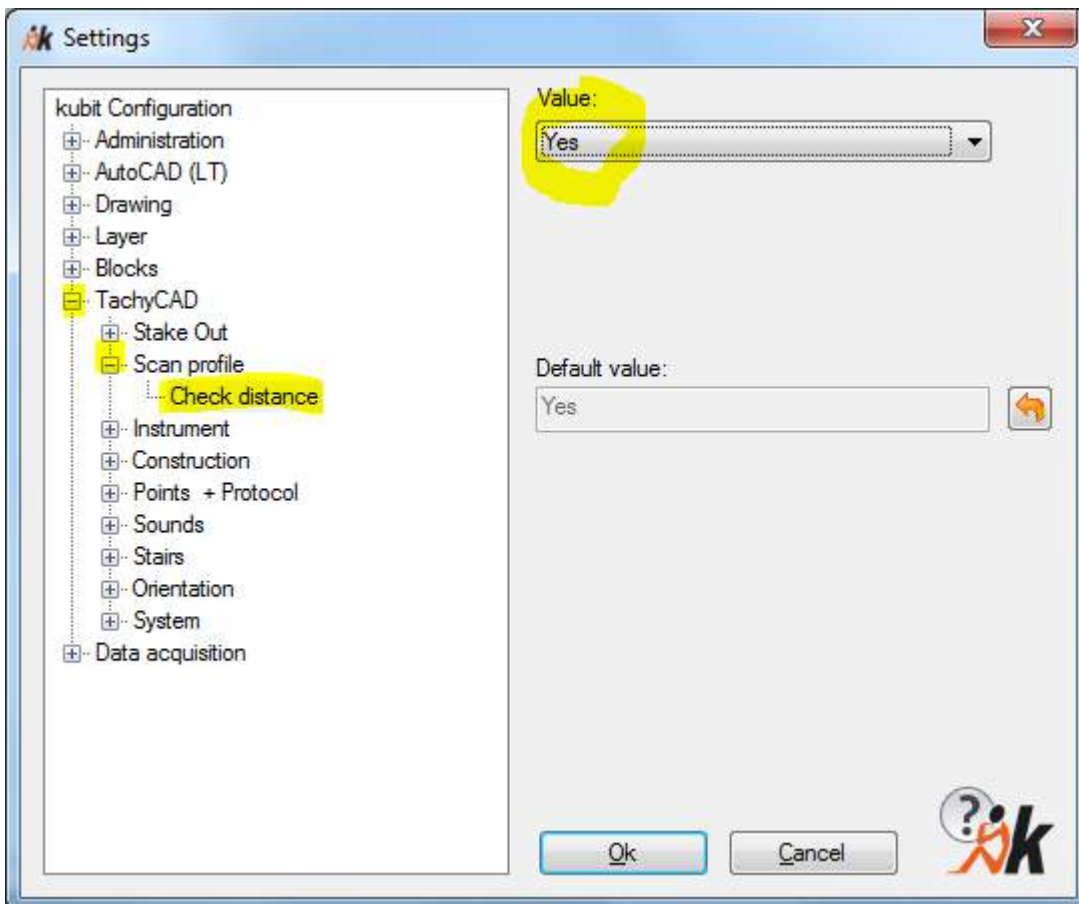 Settings
kubit Configuration
Administration
AutoCAD (LT)
Drawing
Layer
Blocks
TachyCAD
Stake Out
Scan profile
Check distance
Instrument
Construction
Points + Protocol
Sounds
Stairs
Orientation
System
Data acquisition
Value:
Yes
Default value:
Yes
Ok
Cancel